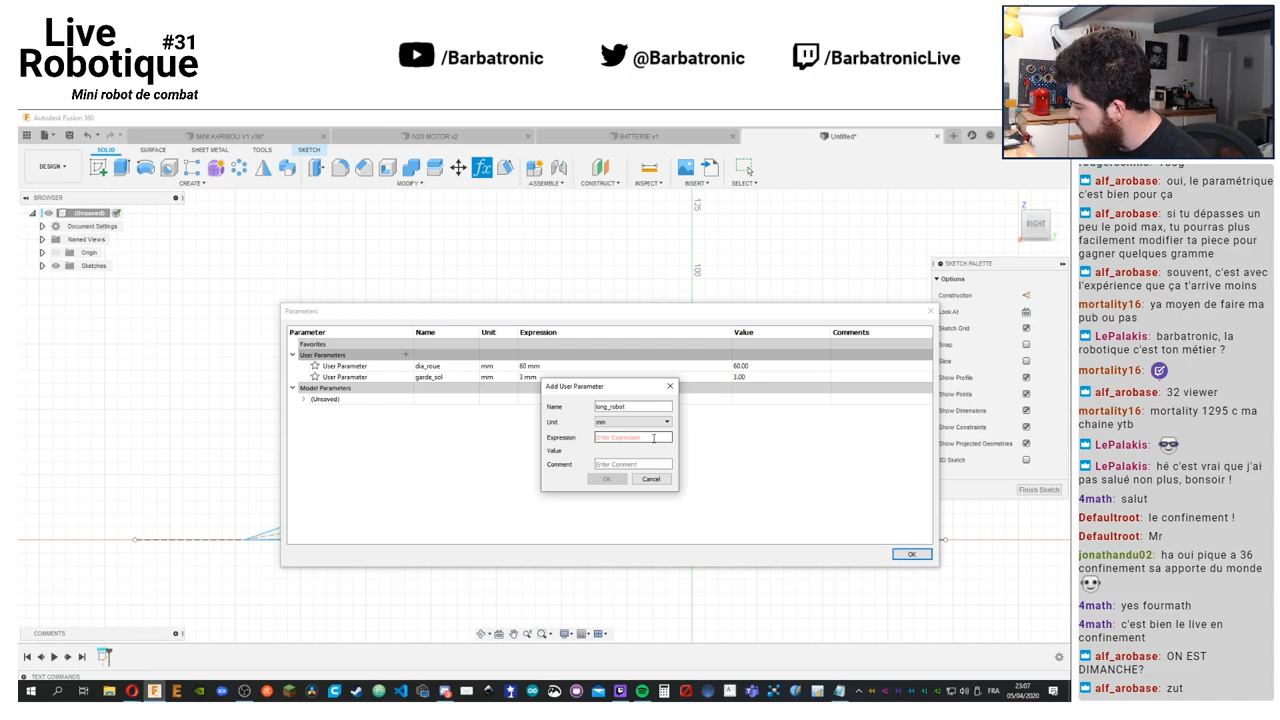 Live
Robotique
#31
Mini robot de combat
/Barbatronic
@Barbatronic
/BarbatronicLive
Autodesk Fusion 360
MINI KARIBOU V1 v38*
N20 MOTOR v2
BATTERIE v1
Untitled*
SOLID
SURFACE
SHEET METAL
TOOLS
SKETCH
DESIGN
CREATE
MODIFY
ASSEMBLE
CONSTRUCT
INSPECT
INSERT
SELECT
BROWSER
(Unsaved)
Document Settings
Named Views
Origin
Sketches
125
100
Z
RIGHT
X
Y
SKETCH PALETTE
Options
Construction
Look At
Sketch Grid
Snap
Slice
Show Profile
Show Points
Show Dimensions
Show Constraints
Show Projected Geometries
3D Sketch
Finish Sketch
Parameters
Parameter Name Unit Expression Value Comments
Favorites
User Parameters
User Parameter dia_roue mm 60 mm 60.00
User Parameter garde_sol mm 3 mm 3.00
Model Parameters
(Unsaved)
Add User Parameter
Name long_robot
Unit mm
Expression Enter Expression
Value
Comment Enter Comment
OK Cancel
OK
COMMENTS
TEXT COMMANDS
FRA
23:07
05/04/2020
alf_arobase: oui, le paramétrique
c'est bien pour ça
alf_arobase: si tu dépasses un
peu le poid max, tu pourras plus
facilement modifier ta piece pour
gagner quelques gramme
alf_arobase: souvent, c'est avec
l'expérience que ça t'arrive moins
mortality16: ya moyen de faire ma
pub ou pas
LePalakis: barbatronic, la
robotique c'est ton métier ?
mortality16:
alf_arobase: 32 viewer
mortality16: mortality 1295 c ma
chaine ytb
LePalakis:
LePalakis: hé c'est vrai que j'ai
pas salué non plus, bonsoir !
4math: salut
Defaultroot: le confinement !
Defaultroot: Mr
jonathandu02: ha oui pique a 36
confinement sa apporte du monde
4math: yes fourmath
4math: c'est bien le live en
confinement
alf_arobase: ON EST
DIMANCHE?
alf_arobase: zut